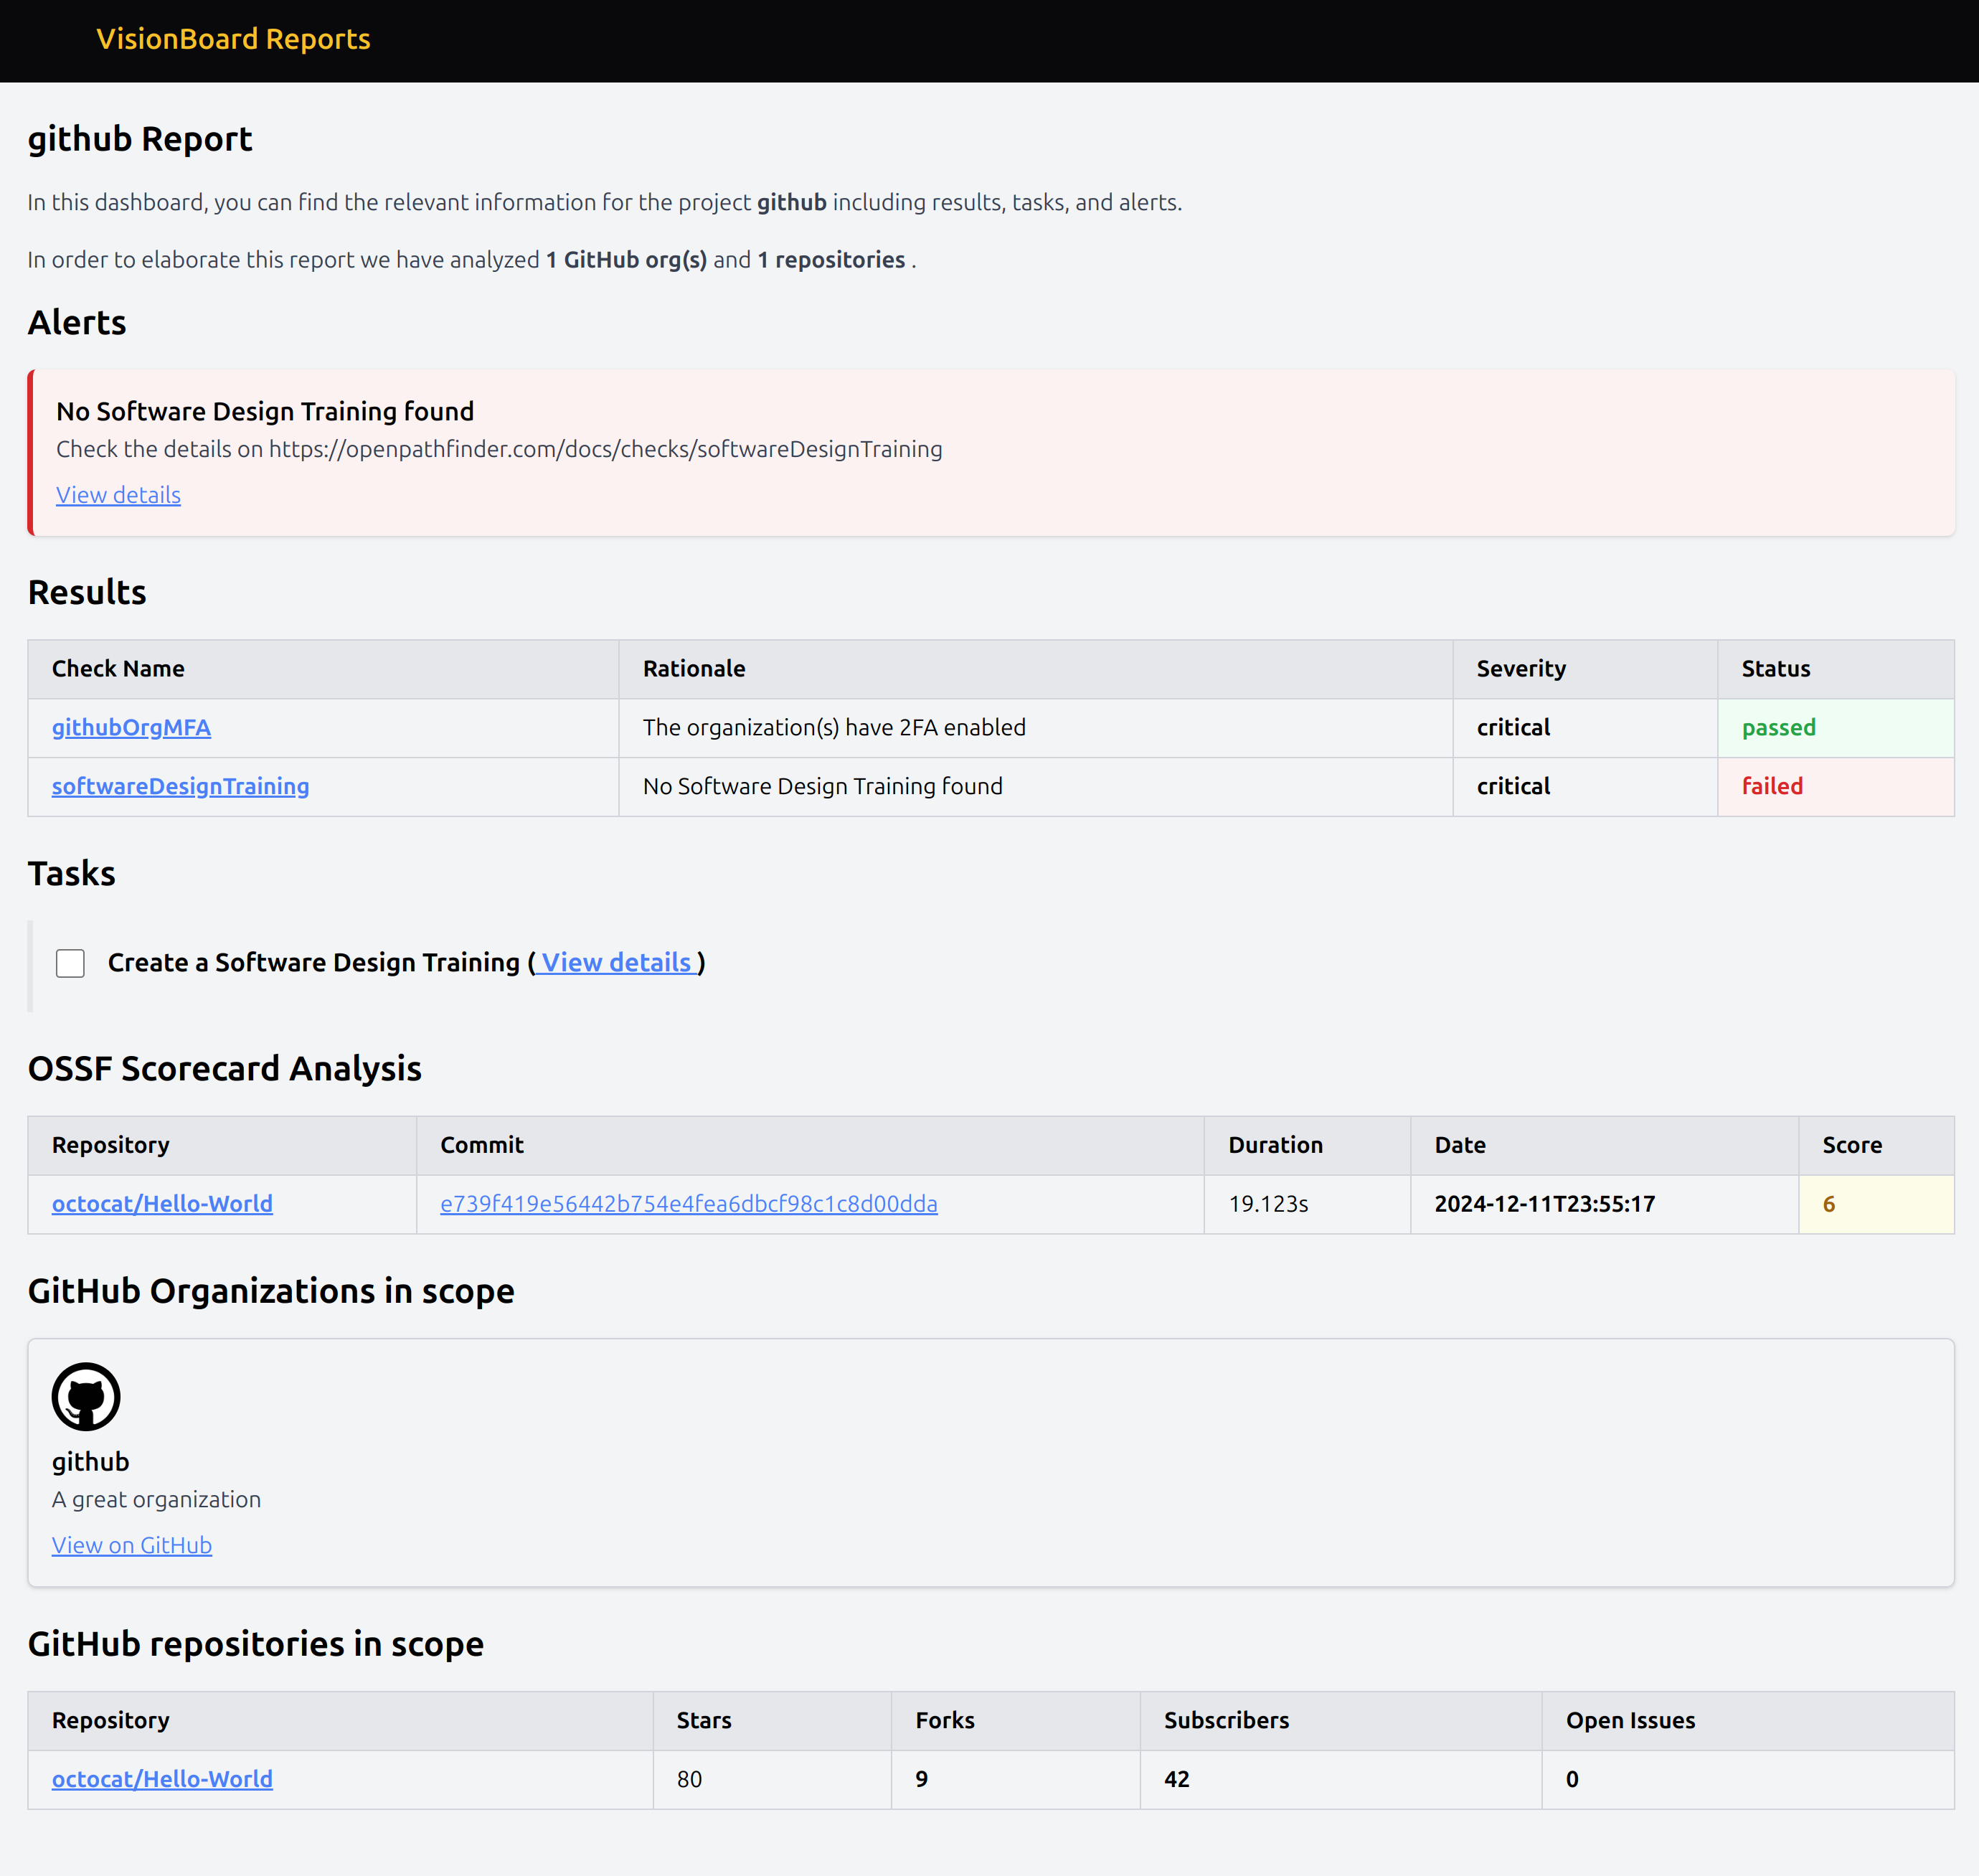 VisionBoard Reports
github Report
In this dashboard, you can find the relevant information for the project github including results, tasks, and alerts.
In order to elaborate this report we have analyzed 1 GitHub org(s) and 1 repositories .
Alerts
No Software Design Training found
Check the details on https://openpathfinder.com/docs/checks/softwareDesignTraining
View details
Results
Check Name Rationale Severity Status
githubOrgMFA The organization(s) have 2FA enabled critical passed
softwareDesignTraining No Software Design Training found critical failed
Tasks
Create a Software Design Training ( View details )
OSSF Scorecard Analysis
Repository Commit Duration Date Score
octocat/Hello-World e739f419e56442b754e4fea6dbcf98c1c8d00dda 19.123s 2024-12-11T23:55:17 6
GitHub Organizations in scope
github
A great organization
View on GitHub
GitHub repositories in scope
Repository Stars Forks Subscribers Open Issues
octocat/Hello-World 80 9 42 0